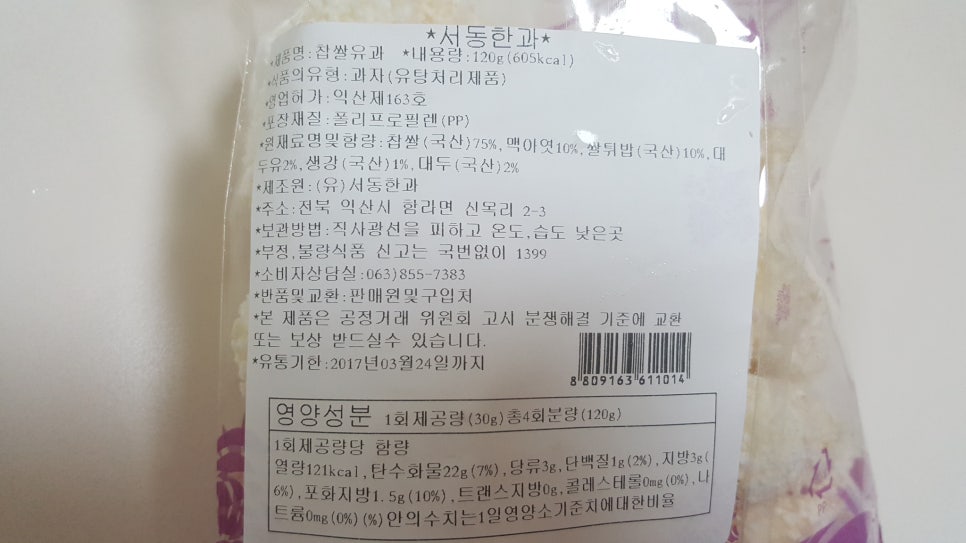 *서동한과*
*제품명:찹쌀유과 *내용량:120g(605kcal)
*식품의유형:과자(유탕처리제품)
*영업허가:익산제163호
*포장재질:폴리프로필렌(PP)
*원재료명및함량:찹쌀(국산)75%,맥아엿10%,쌀튀밥(국산)10%,대
두유2%,생강(국산)1%,대두(국산)2%
*제조원:(유)서동한과
*주소:전북 익산시 함라면 신목리 2-3
*보관방법:직사광선을 피하고 온도,습도 낮은곳
*부정,불량식품 신고는 국번없이 1399
*소비자상담실:063)855-7383
*반품및교환:판매원및구입처
*본 제품은 공정거래 위원회 고시 분쟁해결 기준에 교환
또는 보상 받드실수 있습니다.
*유통기한:2017년03월24일까지
8 809163 611014
영양성분 1회제공량(30g)총4회분량(120g)
1회제공량당 함량
열량121kcal,탄수화물22g(7%),당류3g,단백질1g(2%),지방3g(
6%),포화지방1.5g(10%),트랜스지방0g,콜레스테롤0mg(0%),나
트륨0mg(0%)(%)안의수치는1일영양소기준치에대한비율
PP